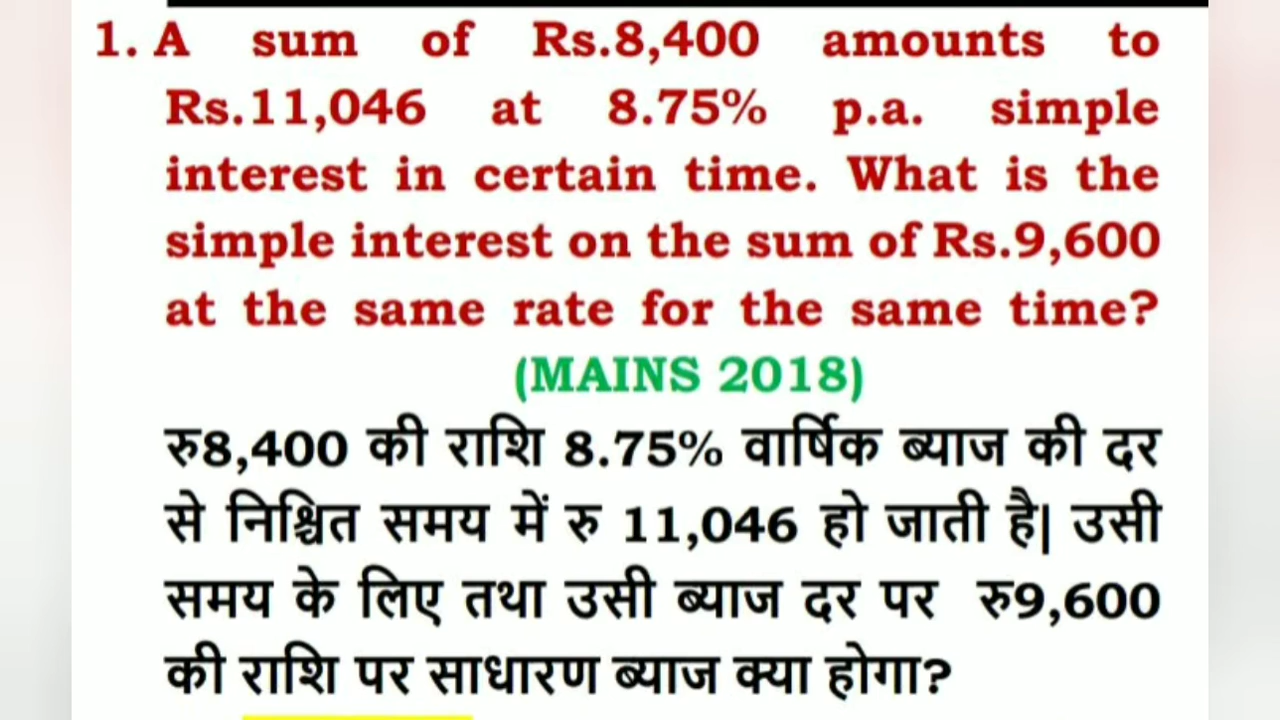 1. A sum of Rs.8,400 amounts to
Rs.11,046 at 8.75% p.a. simple
interest in certain time. What is the
simple interest on the sum of Rs.9,600
at the same rate for the same time?
(MAINS 2018)
रु8,400 की राशि 8.75% वार्षिक ब्याज की दर
से निश्चित समय में रु 11,046 हो जाती है| उसी
समय के लिए तथा उसी ब्याज दर पर रु9,600
की राशि पर साधारण ब्याज क्या होगा?